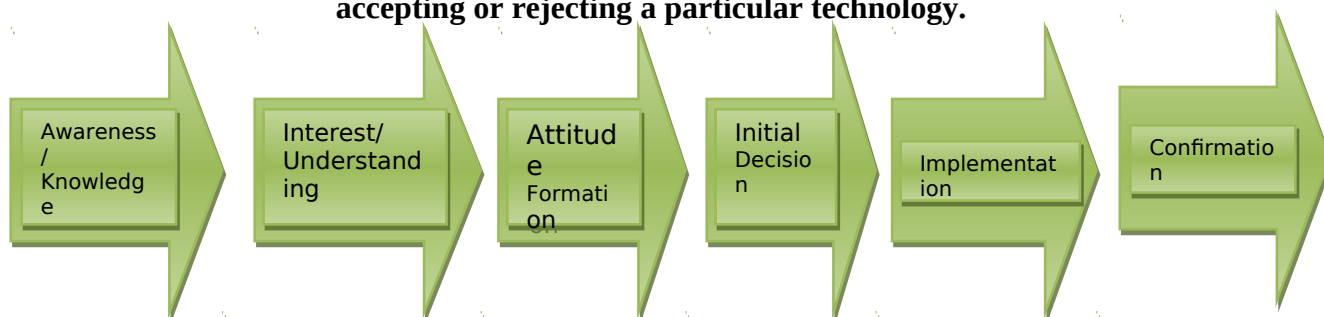 accepting or rejecting a particular technology.
Awareness
/
Knowledg
e
Interest/
Understand
ing
Attitud
e
Formati
on
Initial
Decisio
n
Implementat
ion
Confirmatio
n